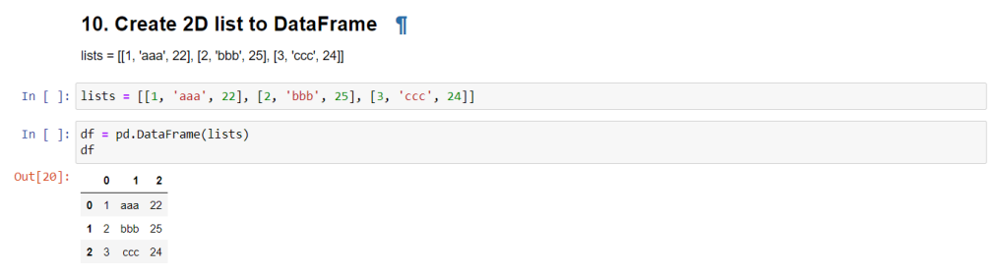 10. Create 2D list to DataFrame ¶
lists = [[1, 'aaa', 22], [2, 'bbb', 25], [3, 'ccc', 24]]
In [ ]: lists = [[1, 'aaa', 22], [2, 'bbb', 25], [3, 'ccc', 24]]
In [ ]: df = pd.DataFrame(lists)
df
Out[20]:
0 1 2
0 1 aaa 22
1 2 bbb 25
2 3 ccc 24